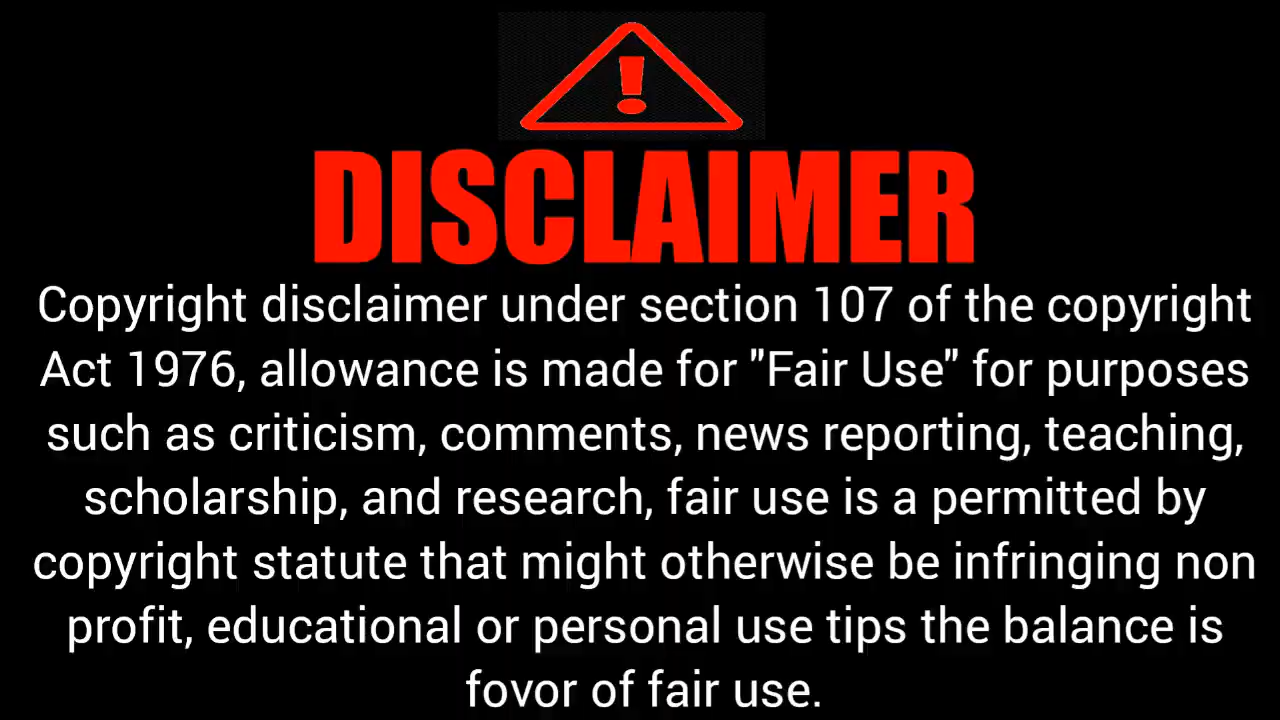 DISCLAIMER
Copyright disclaimer under section 107 of the copyright
Act 1976, allowance is made for "Fair Use" for purposes
such as criticism, comments, news reporting, teaching,
scholarship, and research, fair use is a permitted by
copyright statute that might otherwise be infringing non
profit, educational or personal use tips the balance is
fovor of fair use.